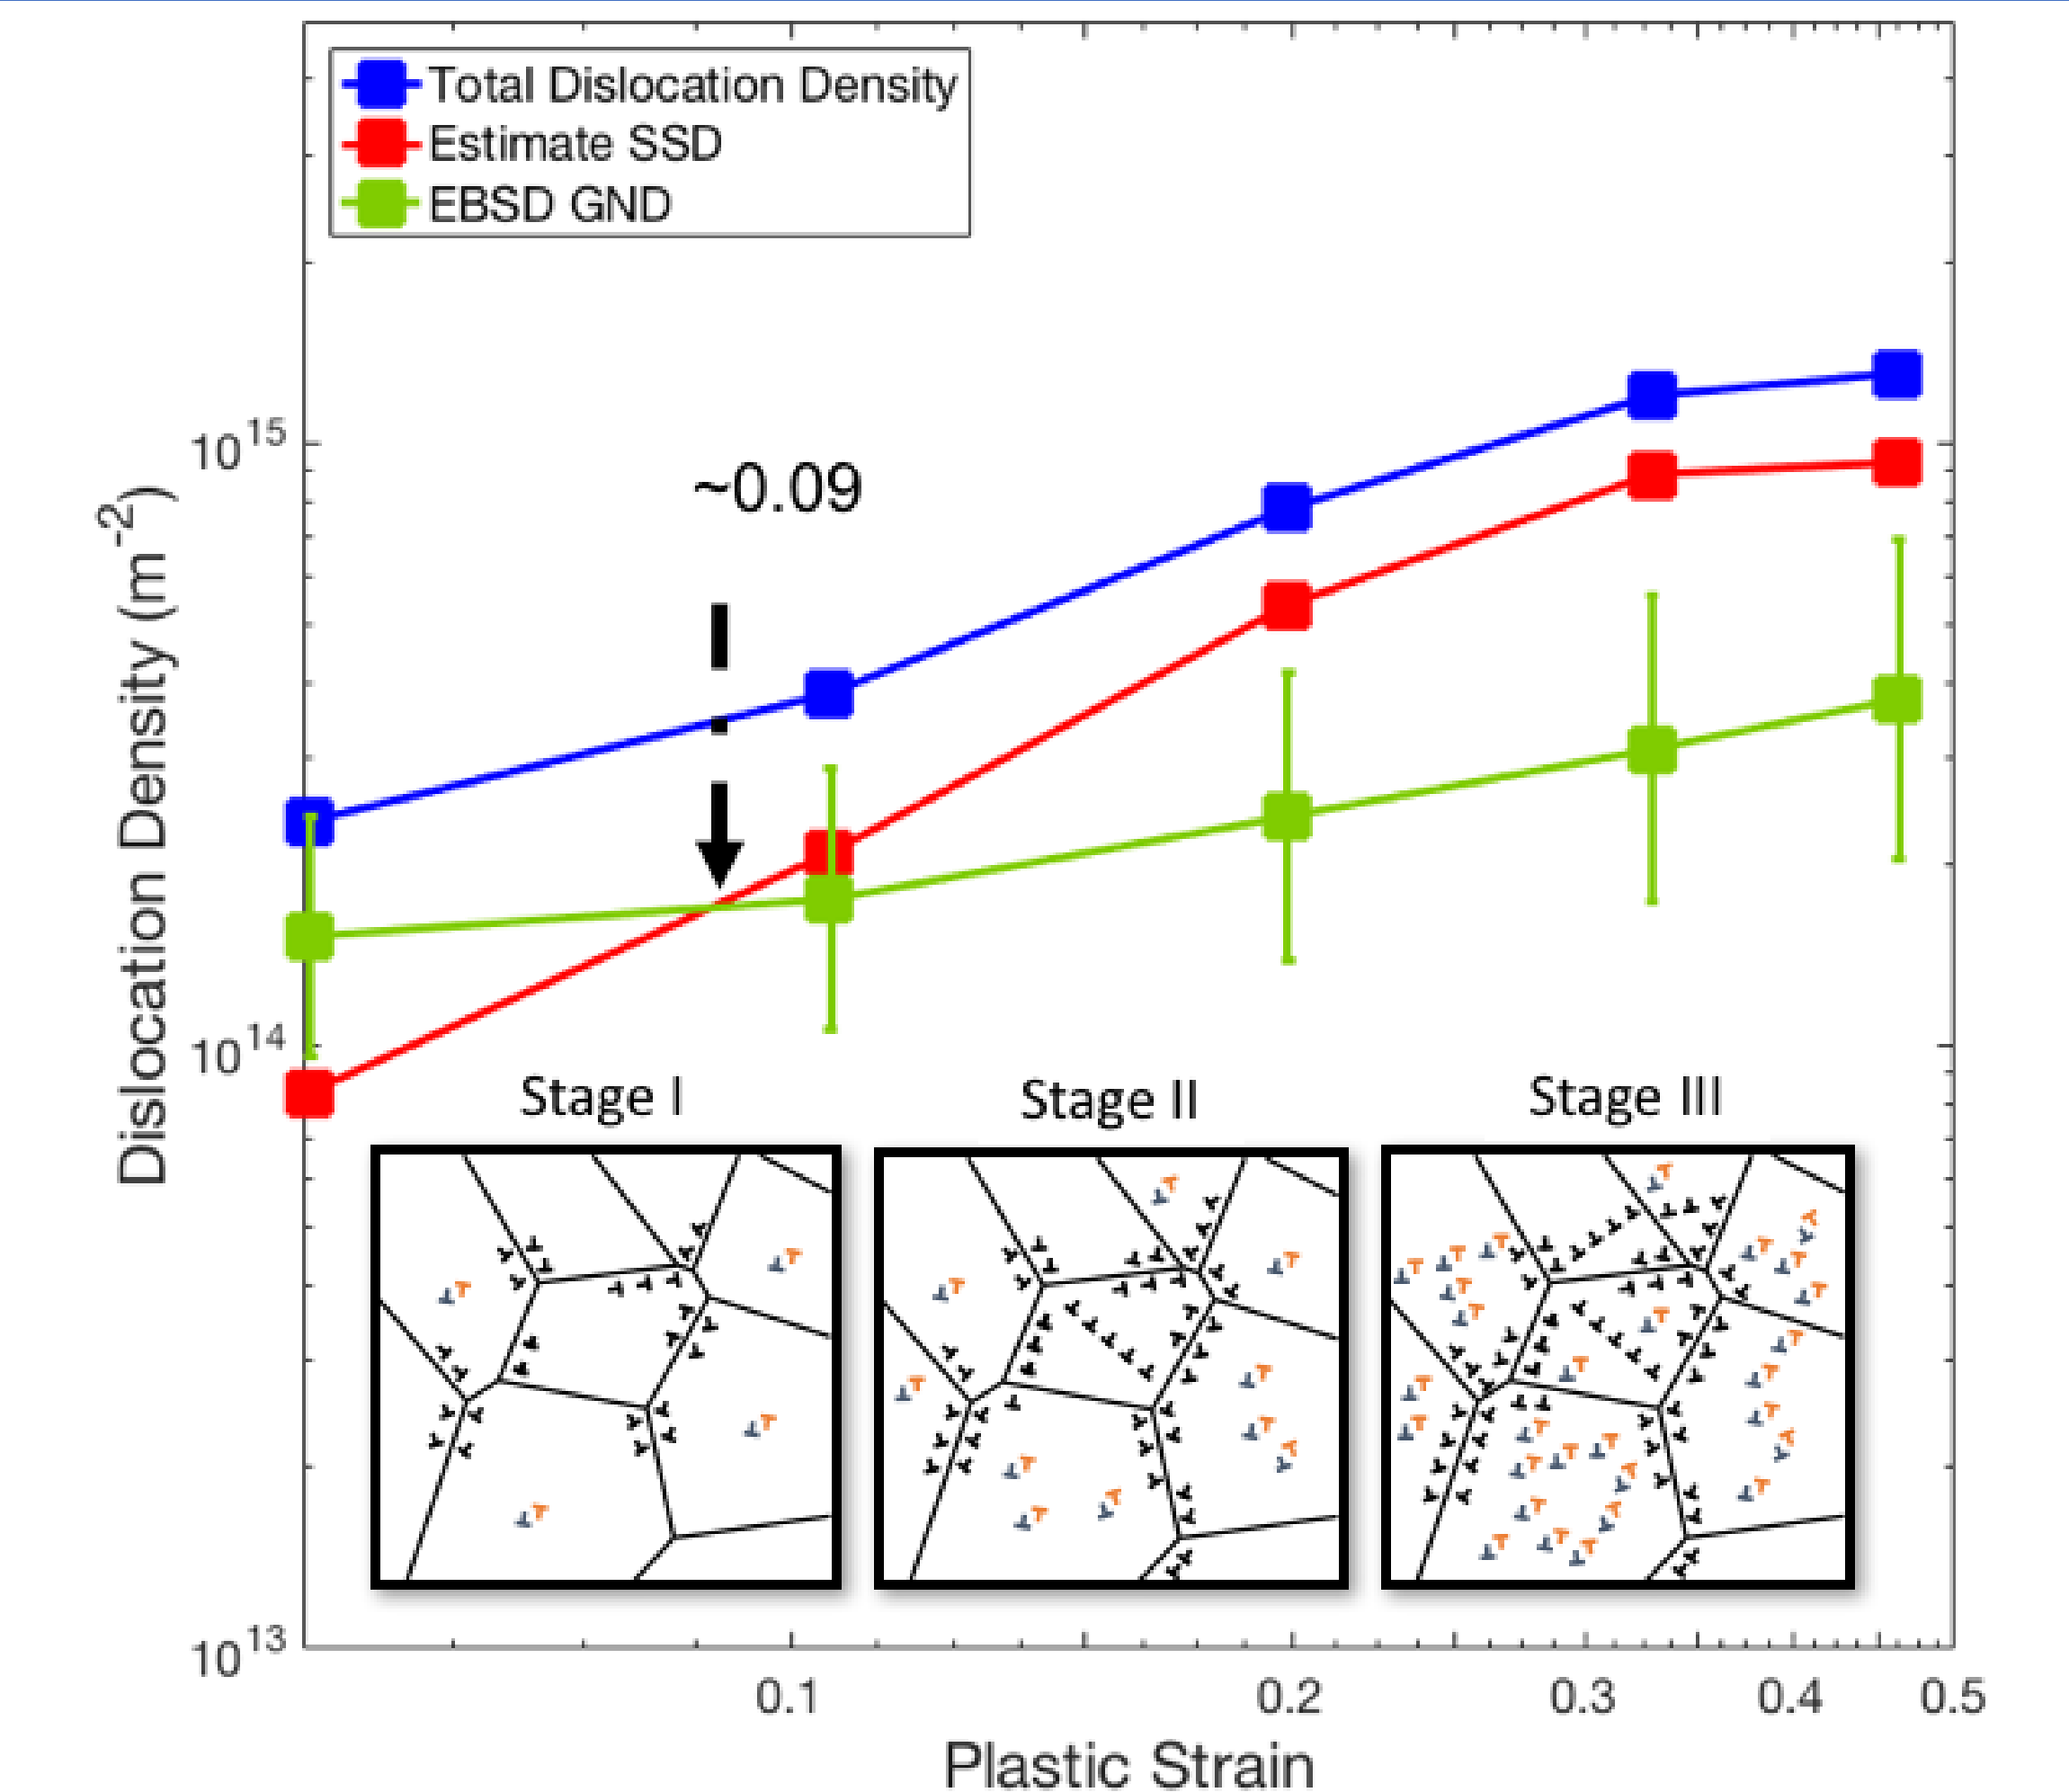 Total Dislocation Density
Estimate SSD
EBSD GND
10^15
~0.09
Dislocation Density (m^-2)
10^14
Stage I
Stage II
Stage III
10^13
0.1
0.2
0.3
0.4
0.5
Plastic Strain